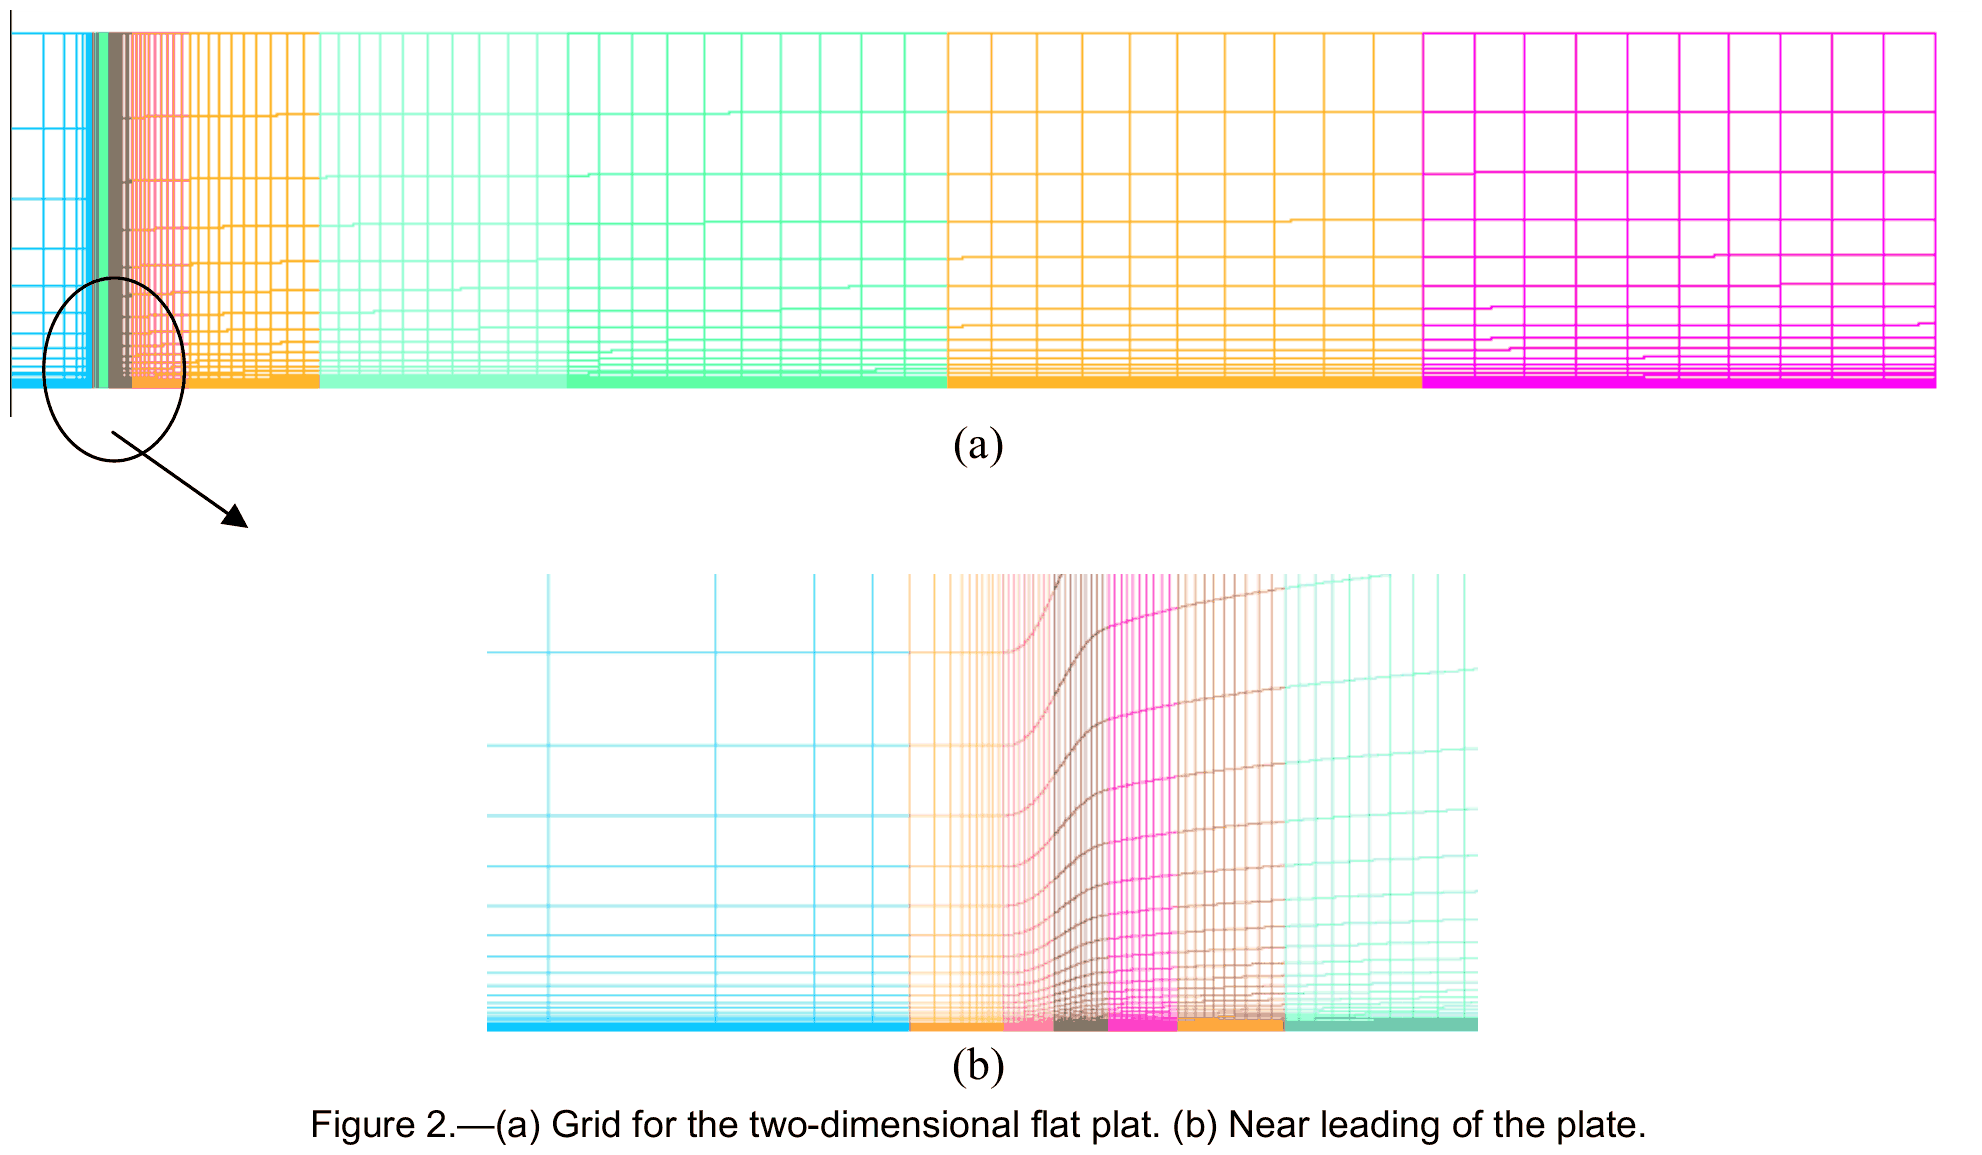 (a)
(b)
Figure 2.—(a) Grid for the two-dimensional flat plat. (b) Near leading of the plate.